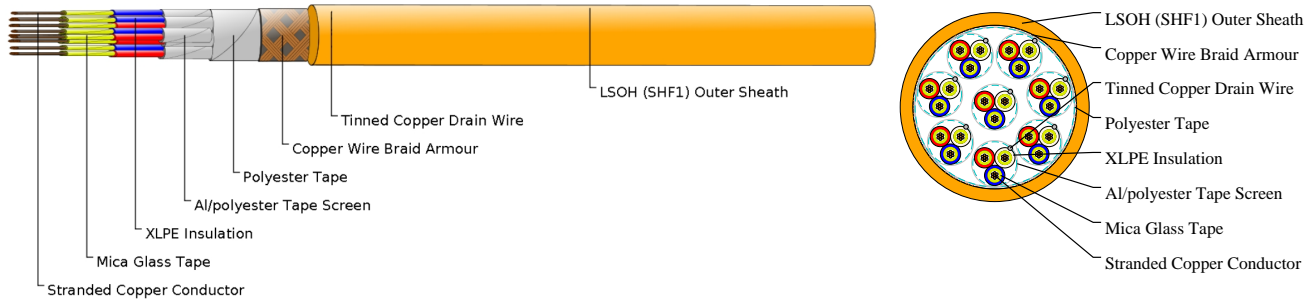 LSOH (SHF1) Outer Sheath
Tinned Copper Drain Wire
Copper Wire Braid Armour
Polyester Tape
Al/polyester Tape Screen
XLPE Insulation
Mica Glass Tape
Stranded Copper Conductor
LSOH (SHF1) Outer Sheath
Copper Wire Braid Armour
Tinned Copper Drain Wire
Polyester Tape
XLPE Insulation
Al/polyester Tape Screen
Mica Glass Tape
Stranded Copper Conductor